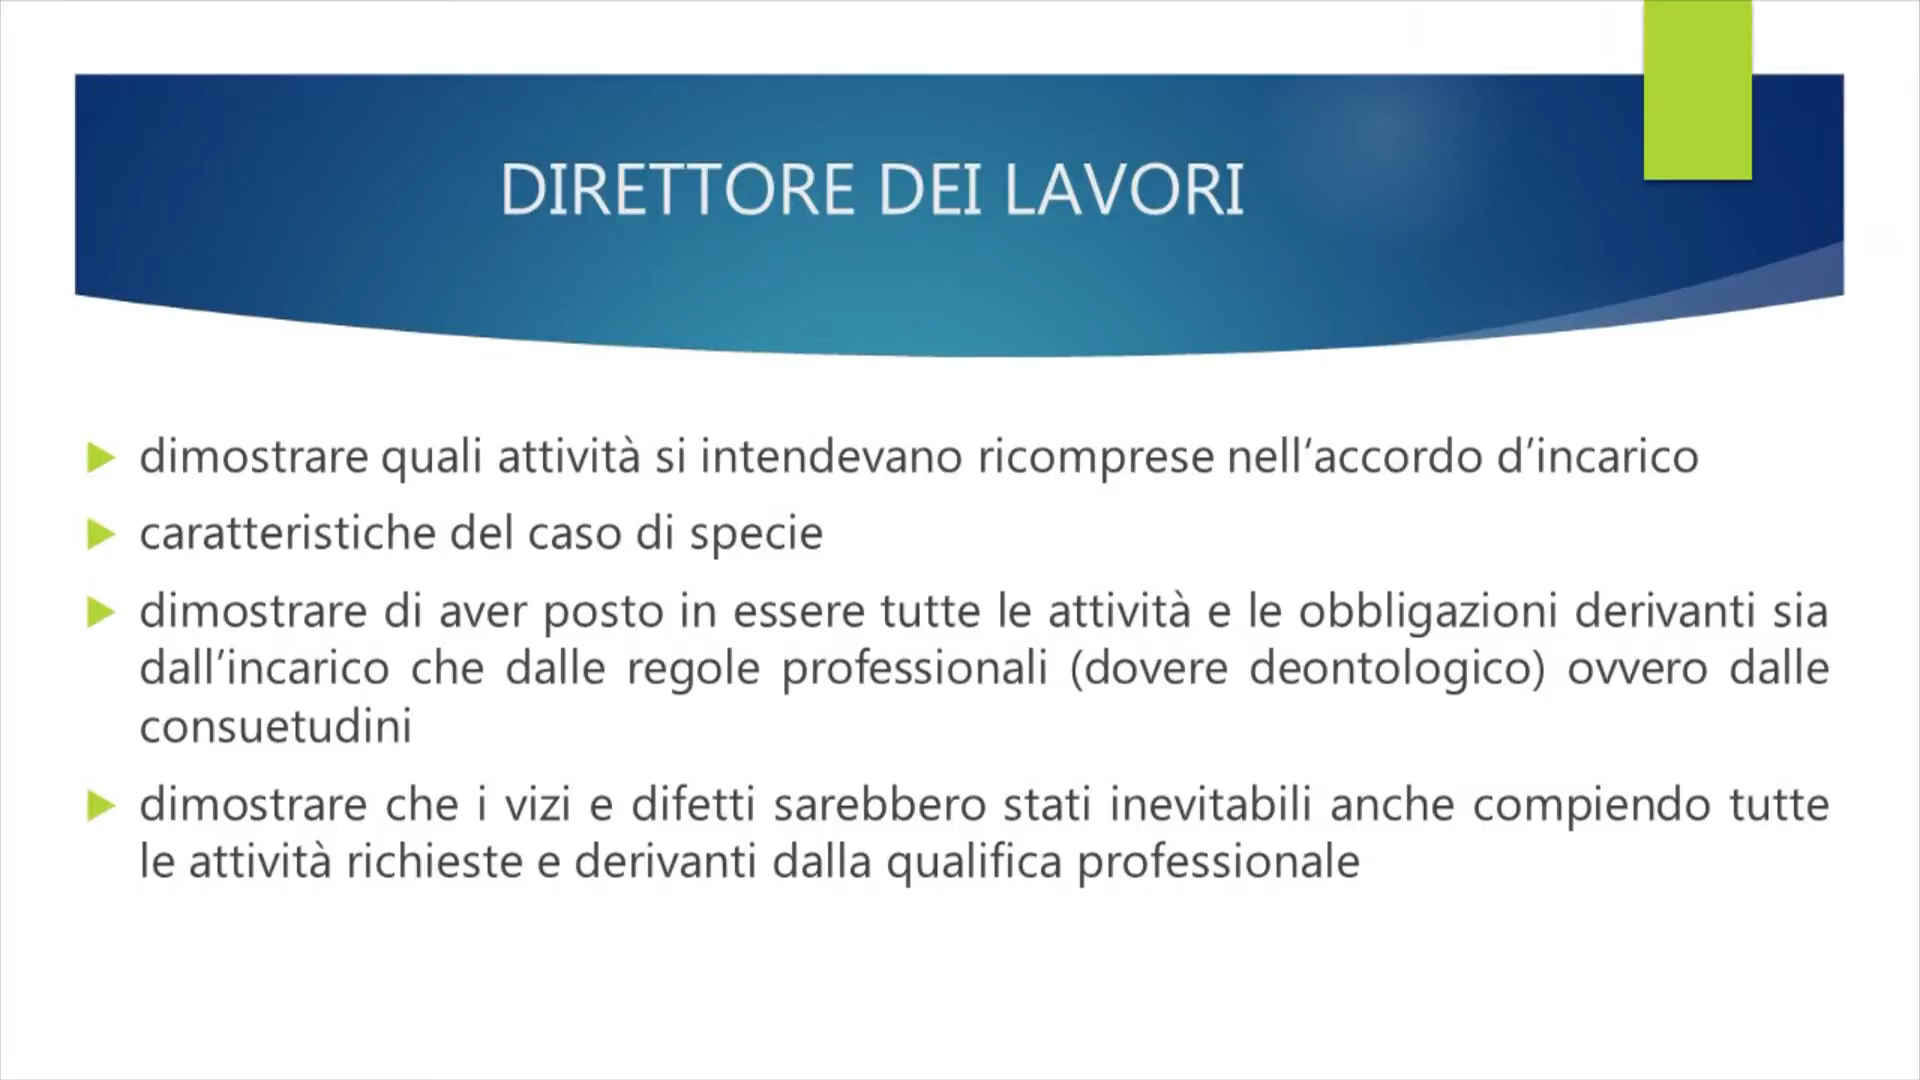 DIRETTORE DEI LAVORI
dimostrare quali attività si intendevano ricomprese nell‘accordo d’incarico
caratteristiche del caso di specie
dimostrare di aver posto in essere tutte le attività e le obbligazioni derivanti sia
dall’incarico che dalle regole professionali (dovere deontologico) ovvero dalle
consuetudini
dimostrare che i vizi e difetti sarebbero stati inevitabili anche compiendo tutte
le attività richieste e derivanti dalla qualifica professionale